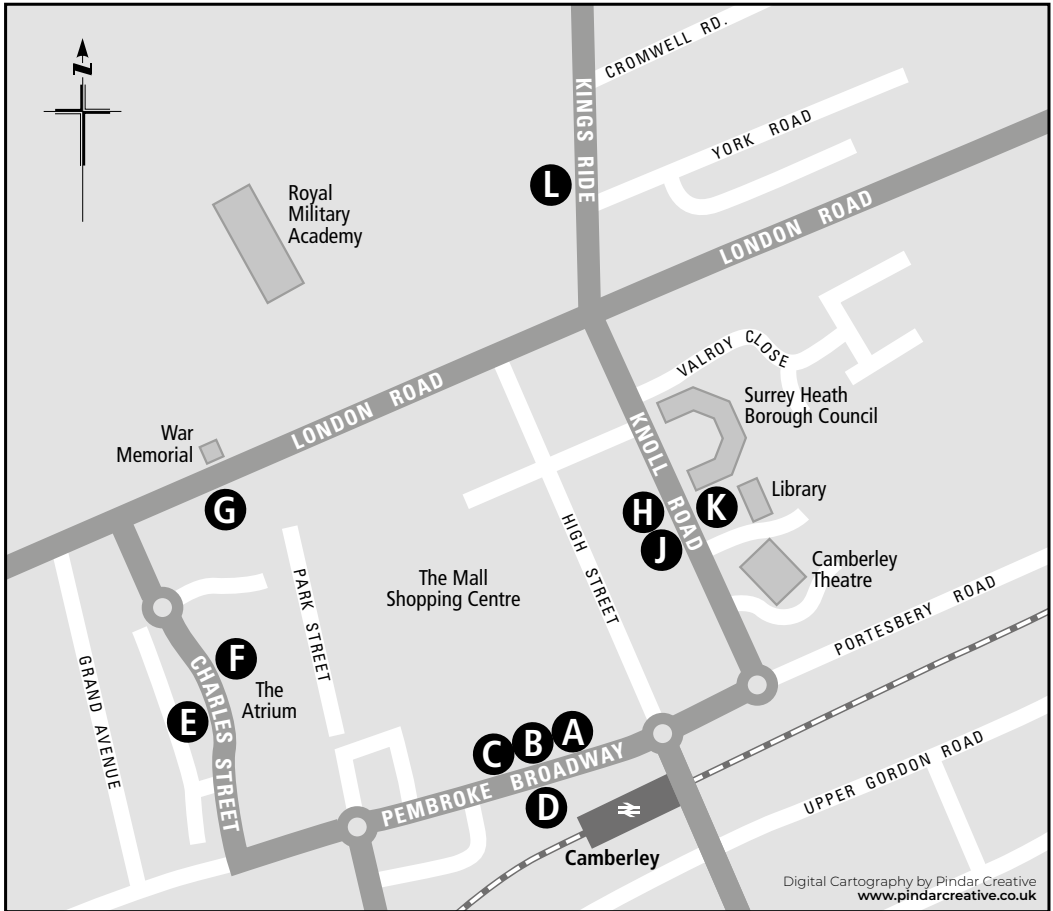 CROMWELL RD.
KINGS RIDE
YORK ROAD
L
Royal
Military
Academy
LONDON ROAD
VALROY CLOSE
LONDON ROAD
Surrey Heath
Borough Council
War
Memorial
KNOLL ROAD
Library
G
H
K
J
HIGH STREET
Camberley
Theatre
PARK STREET
The Mall
Shopping Centre
PORTESBERY ROAD
GRAND AVENUE
CHARLES STREET
F
The
Atrium
E
C
B
A
PEMBROKE BROADWAY
D
UPPER GORDON ROAD
Camberley
Digital Cartography by Pindar Creative
www.pindarcreative.co.uk
z